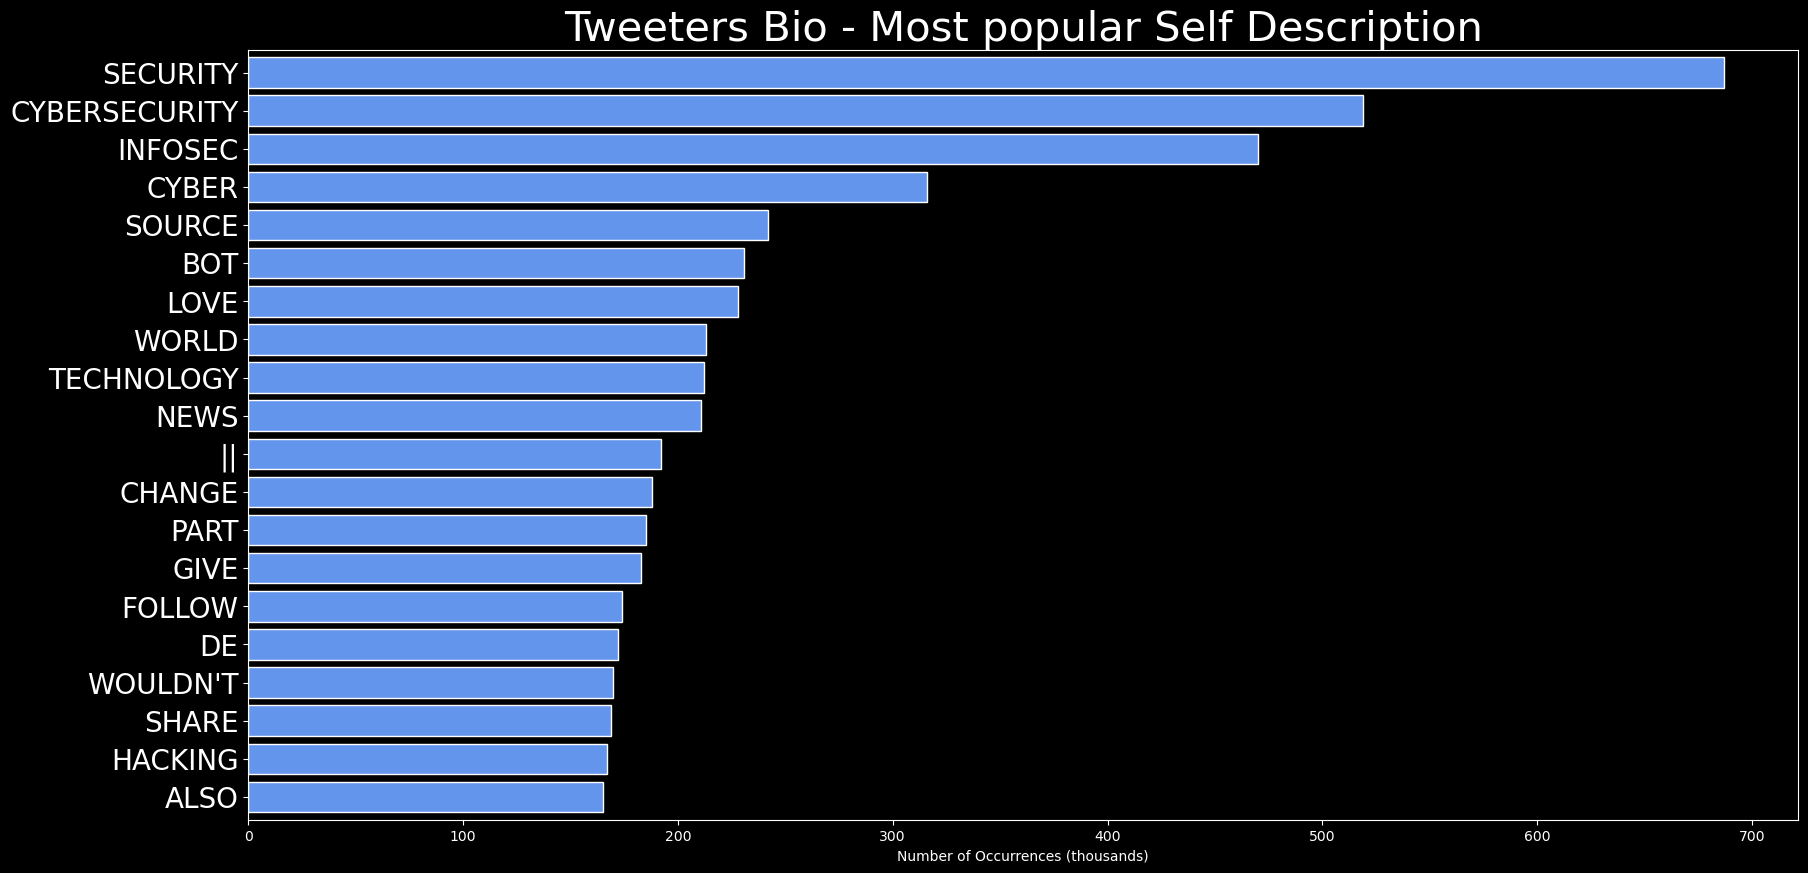 Tweeters Bio - Most popular Self Description
SECURITY
CYBERSECURITY
INFOSEC
CYBER
SOURCE
BOT
LOVE
WORLD
TECHNOLOGY
NEWS
||
CHANGE
PART
GIVE
FOLLOW
DE
WOULDN'T
SHARE
HACKING
ALSO
0 100 200 300 400 500 600 700
Number of Occurrences (thousands)